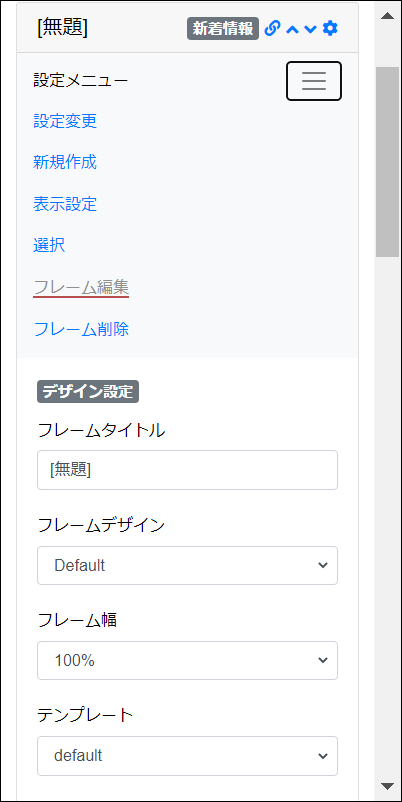 [無題] 新着情報
設定メニュー
設定変更
新規作成
表示設定
選択
フレーム編集
フレーム削除
デザイン設定
フレームタイトル
[無題]
フレームデザイン
Default
フレーム幅
100%
テンプレート
default